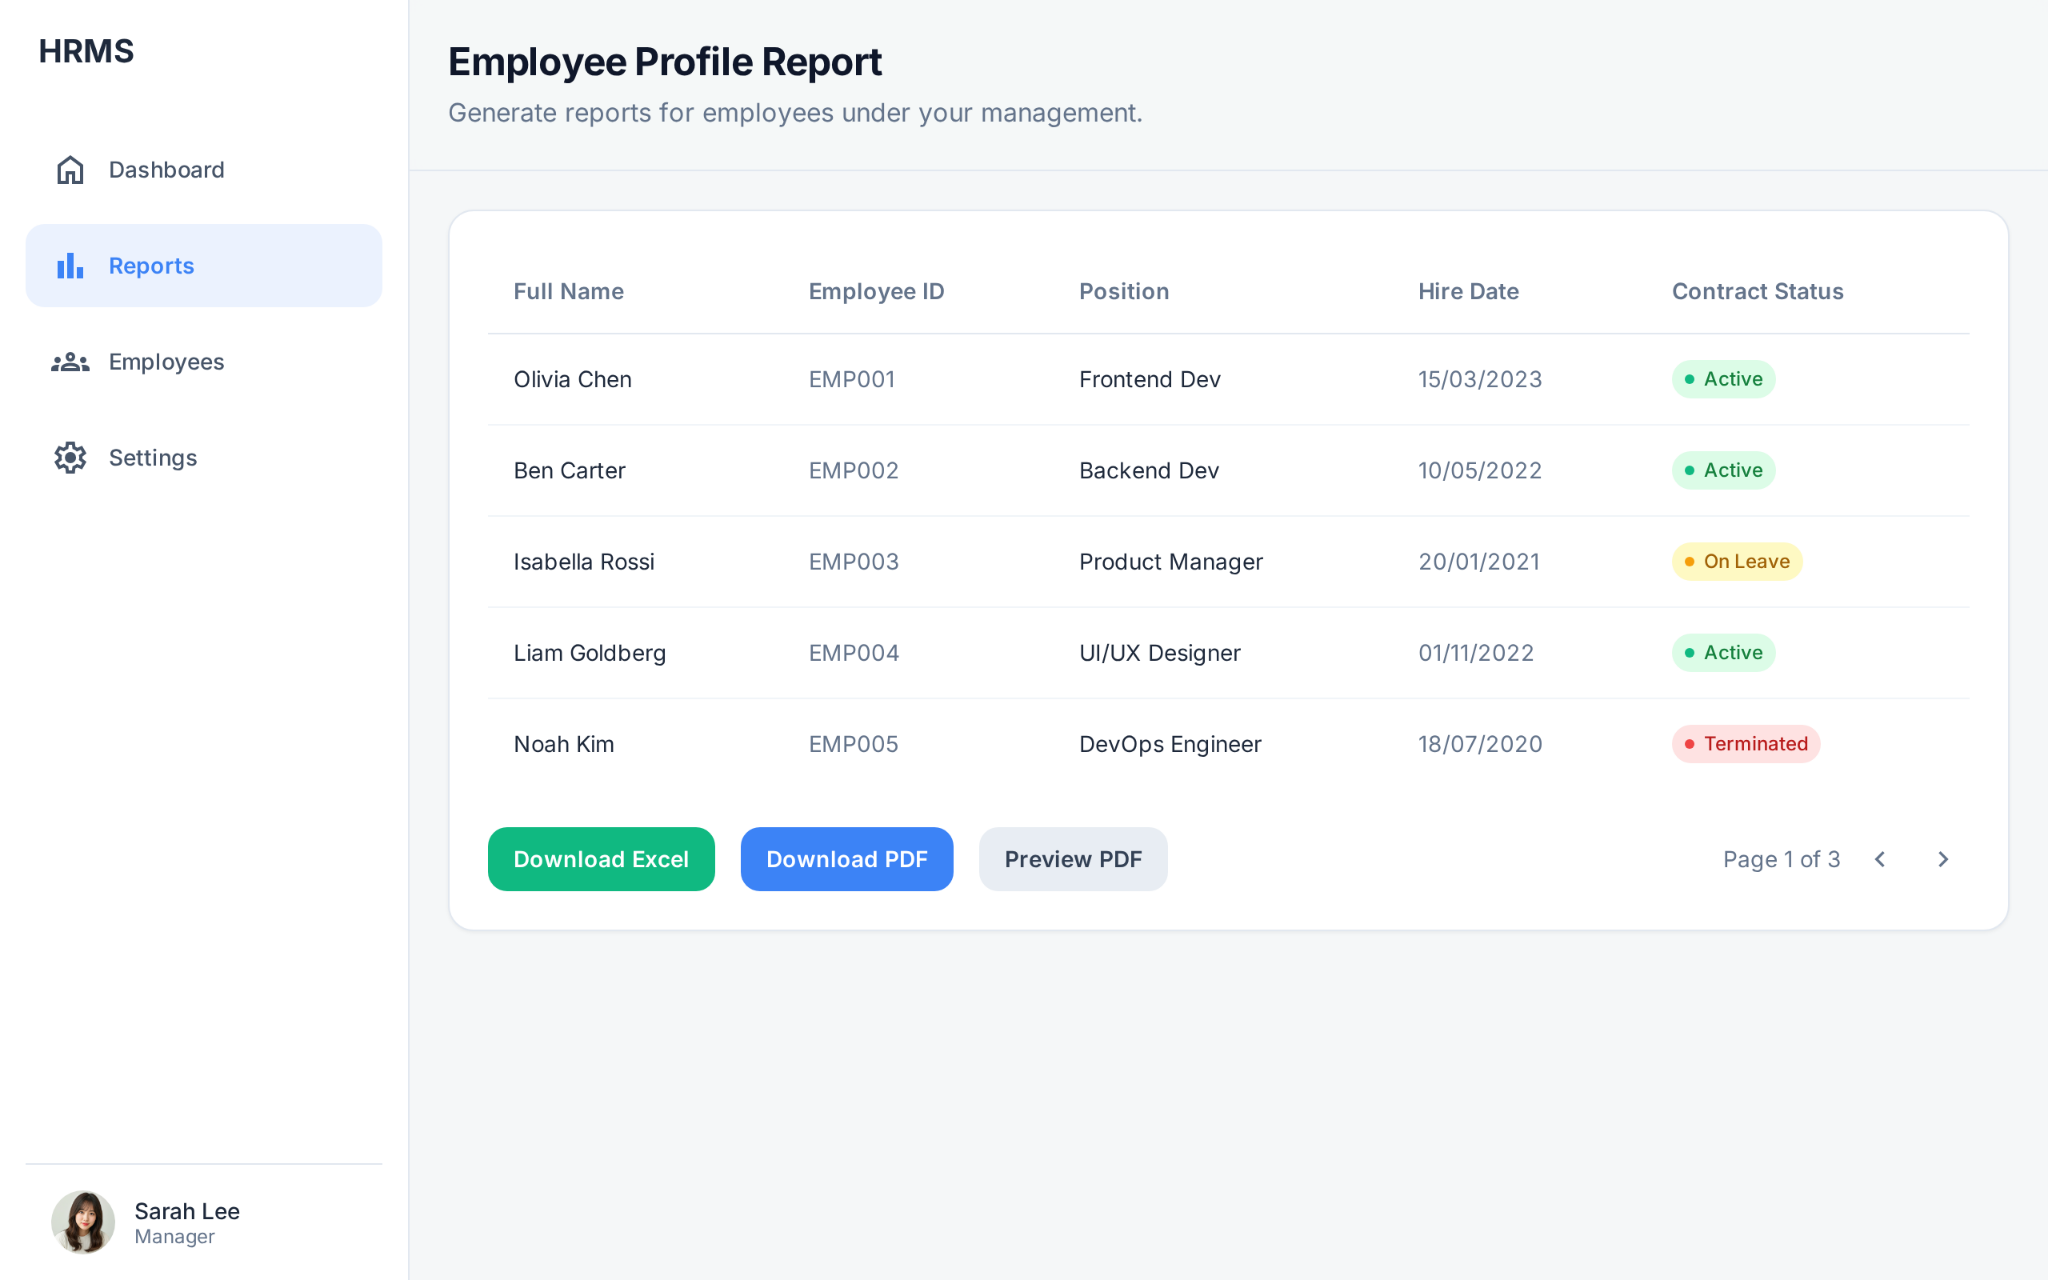 HRMS
Dashboard
Reports
Employees
Settings
Sarah Lee
Manager
Employee Profile Report
Generate reports for employees under your management.
Full Name Employee ID Position Hire Date Contract Status
Olivia Chen EMP001 Frontend Dev 15/03/2023 Active
Ben Carter EMP002 Backend Dev 10/05/2022 Active
Isabella Rossi EMP003 Product Manager 20/01/2021 On Leave
Liam Goldberg EMP004 UI/UX Designer 01/11/2022 Active
Noah Kim EMP005 DevOps Engineer 18/07/2020 Terminated
Download Excel Download PDF Preview PDF Page 1 of 3